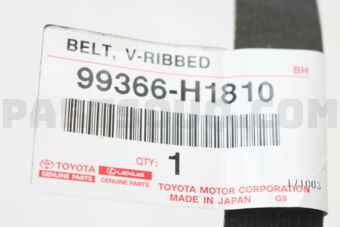 BELT, V-RIBBED
BH
99366-H1810
QTY:
1
TOYOTA
GENUINE PARTS
LEXUS
GENUINE PARTS
TOYOTA MOTOR CORPORATION
MADE IN JAPAN G9
171003